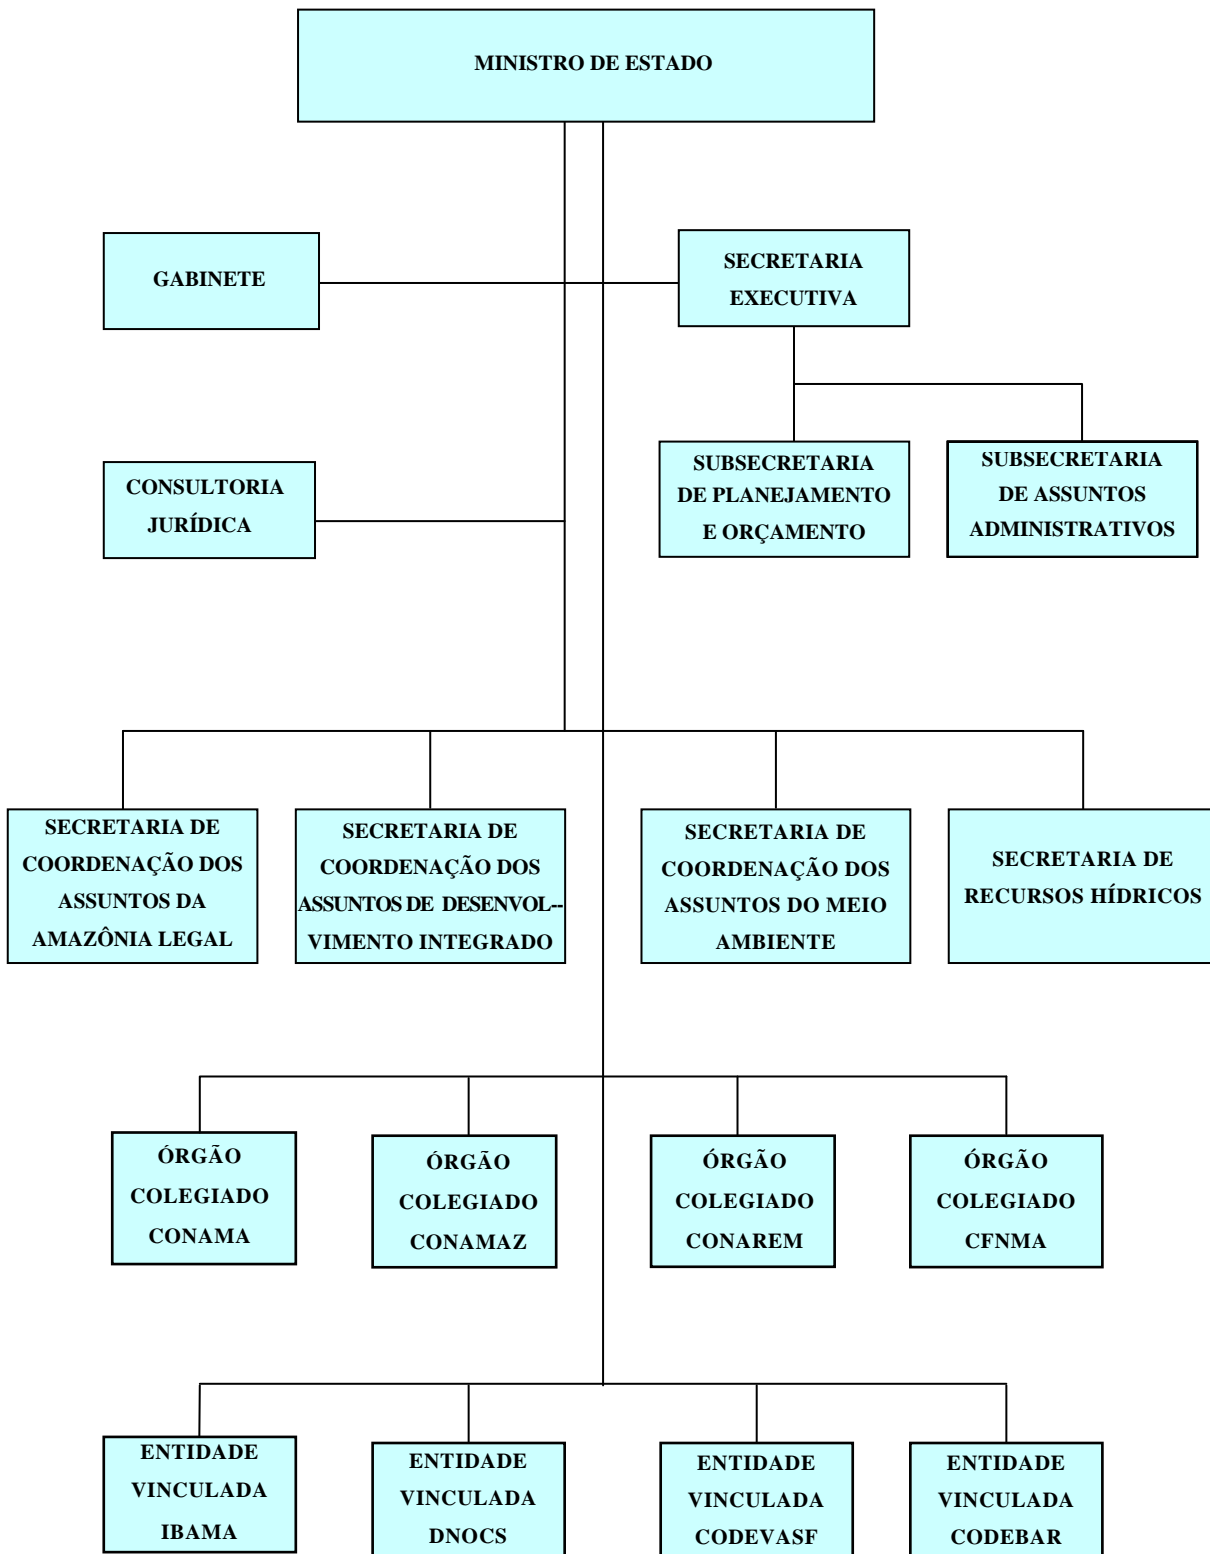 MINISTRO DE ESTADO
GABINETE
SECRETARIA
EXECUTIVA
CONSULTORIA
JURÍDICA
SUBSECRETARIA
DE PLANEJAMENTO
E ORÇAMENTO
SUBSECRETARIA
DE ASSUNTOS
ADMINISTRATIVOS
SECRETARIA DE
COORDENAÇÃO DOS
ASSUNTOS DA
AMAZÔNIA LEGAL
SECRETARIA DE
COORDENAÇÃO DOS
ASSUNTOS DE DESENVOL--
VIMENTO INTEGRADO
SECRETARIA DE
COORDENAÇÃO DOS
ASSUNTOS DO MEIO
AMBIENTE
SECRETARIA DE
RECURSOS HÍDRICOS
ÓRGÃO
COLEGIADO
CONAMA
ÓRGÃO
COLEGIADO
CONAMAZ
ÓRGÃO
COLEGIADO
CONAREM
ÓRGÃO
COLEGIADO
CFNMA
ENTIDADE
VINCULADA
IBAMA
ENTIDADE
VINCULADA
DNOCS
ENTIDADE
VINCULADA
CODEVASF
ENTIDADE
VINCULADA
CODEBAR